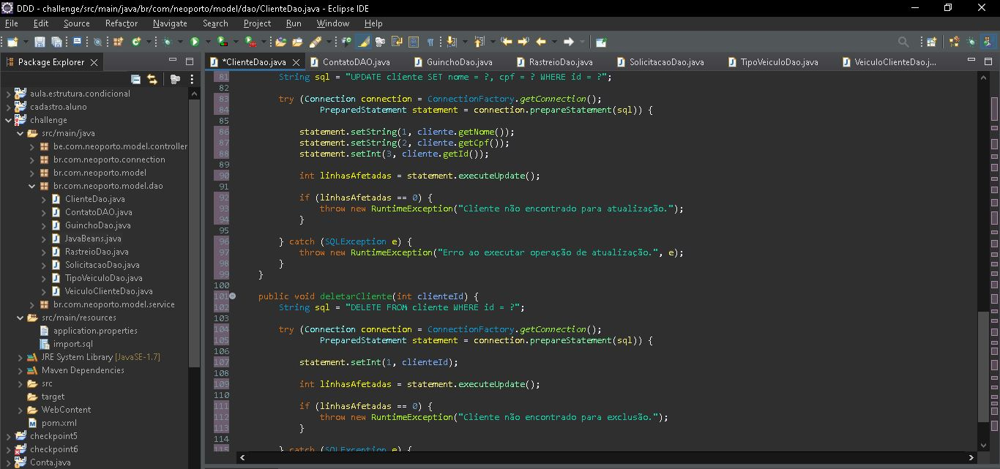 DDD - challenge/src/main/java/br/com/neoporto/model/dao/ClienteDao.java - Eclipse IDE
File Edit Source Refactor Navigate Search Project Run Window Help
Package Explorer
aula.estrutura.condicional
cadastro.aluno
challenge
src/main/java
be.com.neoporto.model.controller
br.com.neoporto.connection
br.com.neoporto.model
br.com.neoporto.model.dao
ClienteDao.java
ContatoDAO.java
GuinchoDao.java
JavaBeans.java
RastreioDao.java
SolicitacaoDao.java
TipoVeiculoDao.java
VeiculoClienteDao.java
br.com.neoporto.model.service
src/main/resources
application.properties
import.sql
JRE System Library [JavaSE-1.7]
Maven Dependencies
src
target
WebContent
pom.xml
checkpoint5
checkpoint6
Conta.java
*ClienteDao.java ContatoDAO.java GuinchoDao.java RastreioDao.java SolicitacaoDao.java TipoVeiculoDao.java VeiculoClienteDao.j...
81 String sql = "UPDATE cliente SET nome = ?, cpf = ? WHERE id = ?";
82
83 try (Connection connection = ConnectionFactory.getConnection();
84 PreparedStatement statement = connection.prepareStatement(sql)) {
85
86 statement.setString(1, cliente.getNome());
87 statement.setString(2, cliente.getCpf());
88 statement.setInt(3, cliente.getId());
89
90 int linhasAfetadas = statement.executeUpdate();
91
92 if (linhasAfetadas == 0) {
93 throw new RuntimeException("Cliente não encontrado para atualização.");
94 }
95
96 } catch (SQLException e) {
97 throw new RuntimeException("Erro ao executar operação de atualização.", e);
98 }
99 }
100
101 public void deletarCliente(int clienteId) {
102 String sql = "DELETE FROM cliente WHERE id = ?";
103
104 try (Connection connection = ConnectionFactory.getConnection();
105 PreparedStatement statement = connection.prepareStatement(sql)) {
106
107 statement.setInt(1, clienteId);
108
109 int linhasAfetadas = statement.executeUpdate();
110
111 if (linhasAfetadas == 0) {
112 throw new RuntimeException("Cliente não encontrado para exclusão.");
113 }
114
115 } catch (SQLException e) {